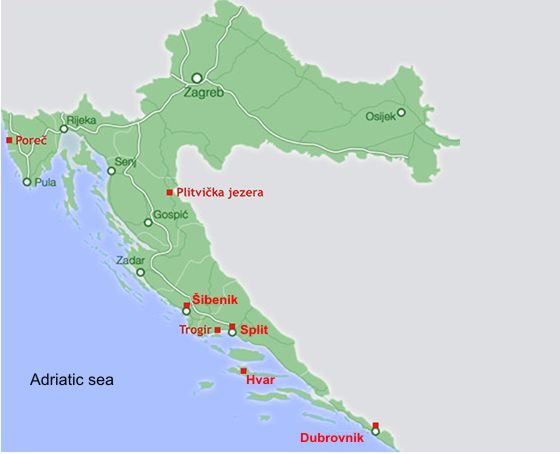 Zagreb
Osijek
Rijeka
Poreč
Senj
Pula
Plitvička jezera
Gospić
Zadar
Šibenik
Trogir
Split
Adriatic sea
Hvar
Dubrovnik